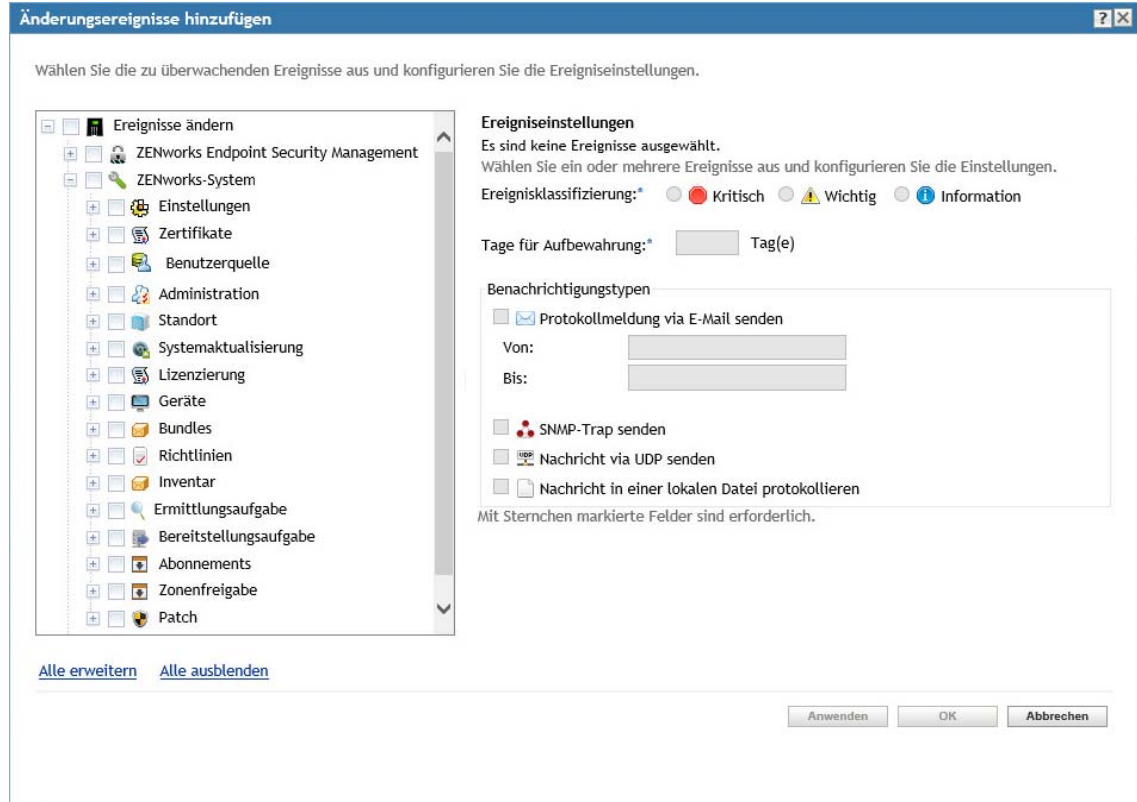 Änderungsereignisse hinzufügen
?
Wählen Sie die zu überwachenden Ereignisse aus und konfigurieren Sie die Ereigniseinstellungen.
Ereignisse ändern
ZENworks Endpoint Security Management
ZENworks-System
Einstellungen
Zertifikate
Benutzerquelle
Administration
Standort
Systemaktualisierung
Lizenzierung
Geräte
Bundles
Richtlinien
Inventar
Ermittlungsaufgabe
Bereitstellungsaufgabe
Abonnements
Zonenfreigabe
Patch
Alle erweitern Alle ausblenden
Ereigniseinstellungen
Es sind keine Ereignisse ausgewählt.
Wählen Sie ein oder mehrere Ereignisse aus und konfigurieren Sie die Einstellungen.
Ereignisklassifizierung:* Kritisch Wichtig Information
Tage für Aufbewahrung:* Tag(e)
Benachrichtigungstypen
Protokollmeldung via E-Mail senden
Von:
Bis:
SNMP-Trap senden
UDP Nachricht via UDP senden
Nachricht in einer lokalen Datei protokollieren
Mit Sternchen markierte Felder sind erforderlich.
Anwenden OK Abbrechen